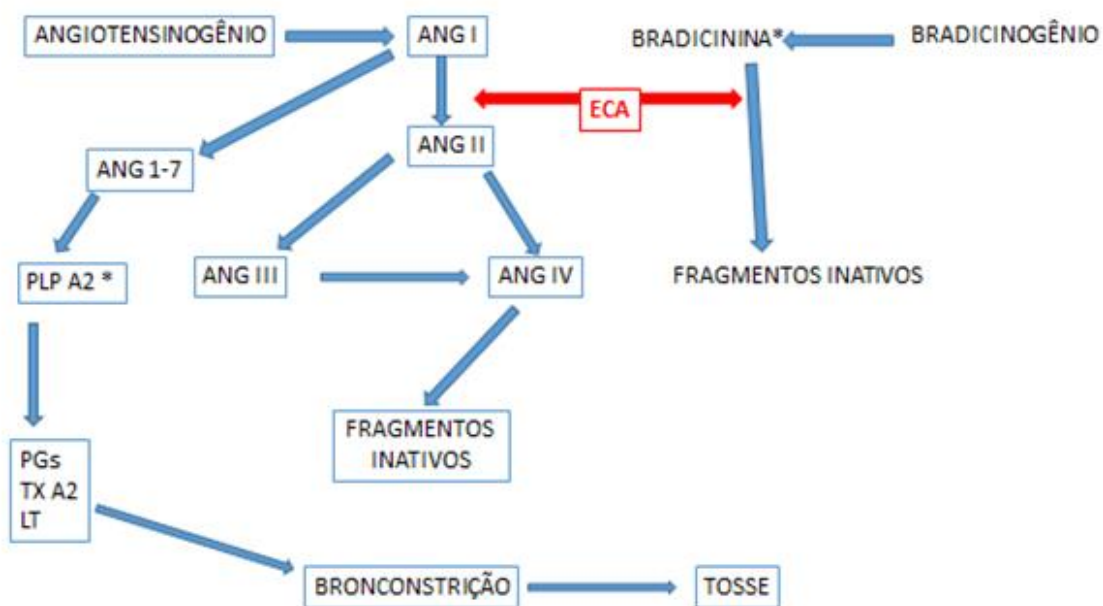 ANGIOTENSINOGÊNIO
ANG I
BRADICININA*
BRADICINOGÊNIO
ECA
ANG II
ANG 1-7
PLP A2 *
ANG III
ANG IV
FRAGMENTOS INATIVOS
FRAGMENTOS
INATIVOS
PGs
TX A2
LT
BRONCONSTRIÇÃO
TOSSE